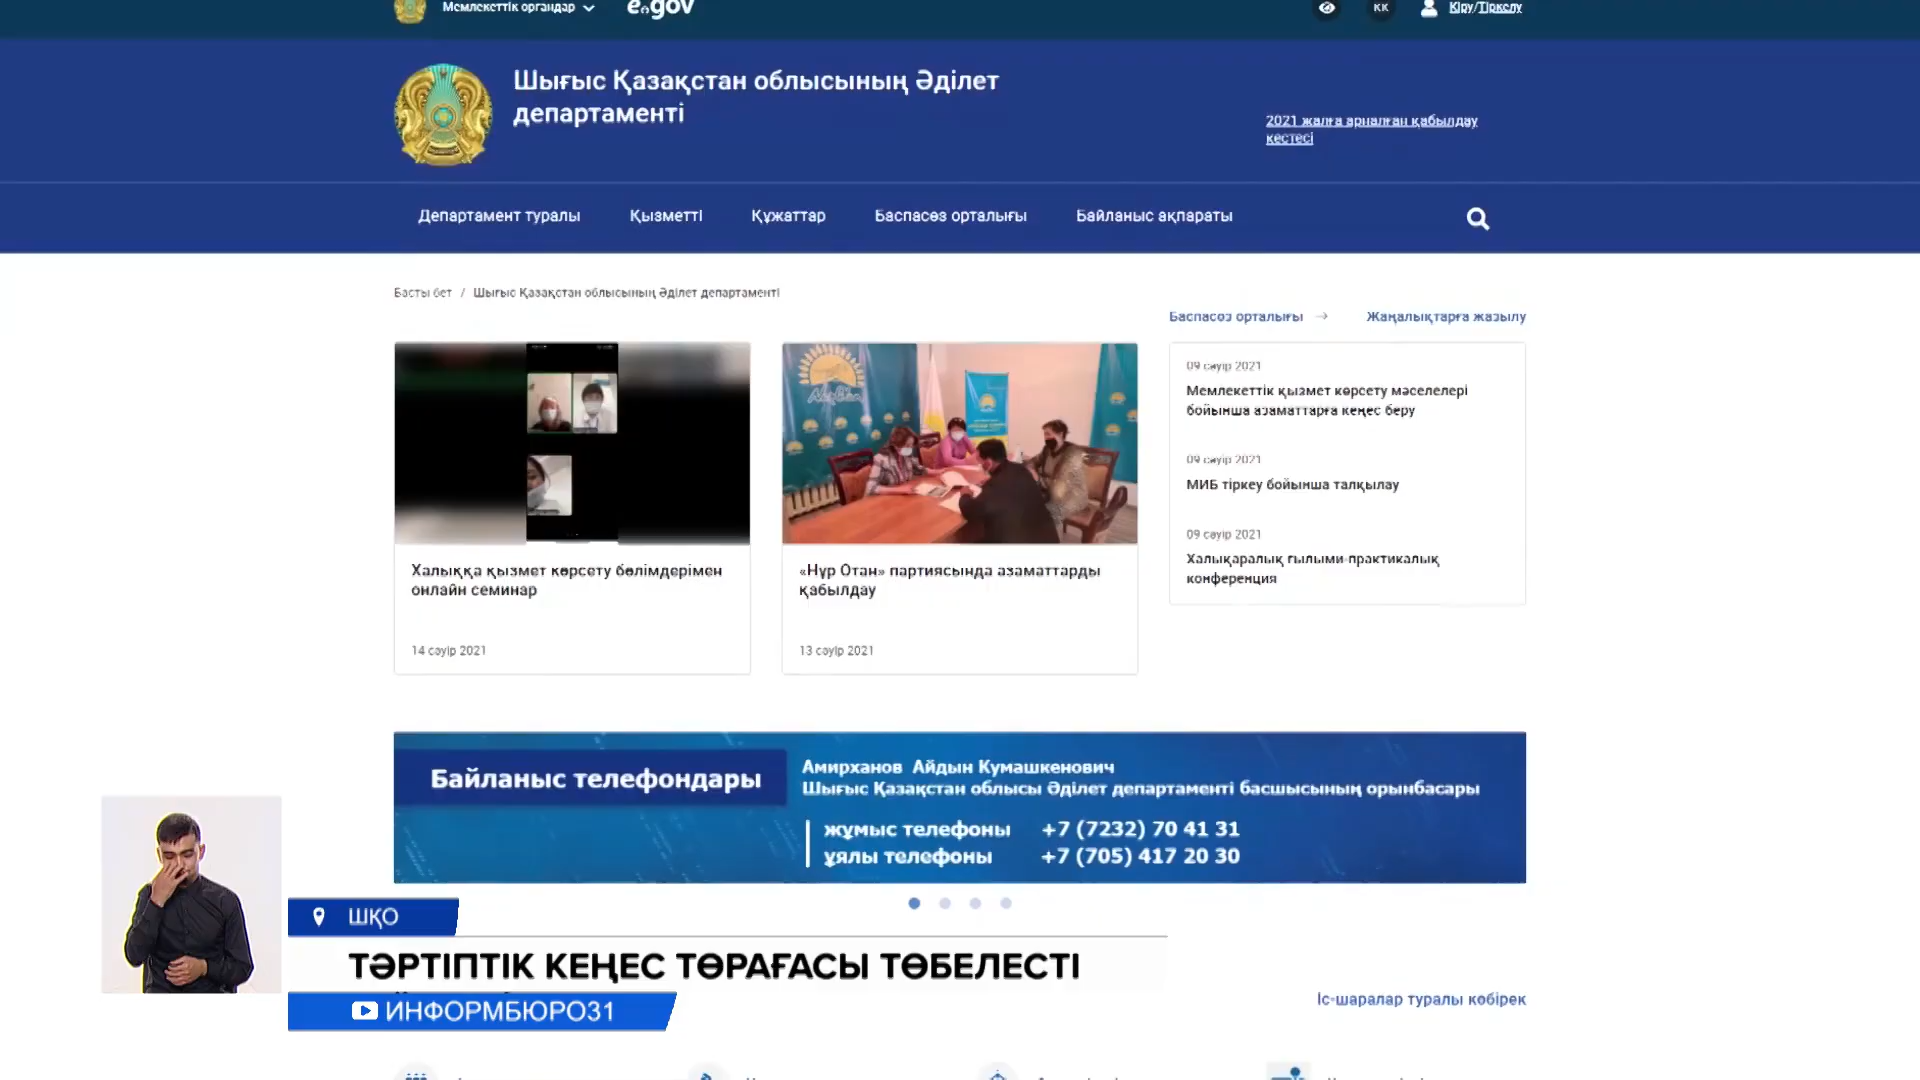 Мемлекеттік органдар
egov
KK
Кіру/Тіркелу
Шығыс Қазақстан облысының Әділет
департаменті
2021 жалға арналған қабылдау
кестесі
Департамент туралы
Қызметті
Құжаттар
Баспасөз орталығы
Байланыс ақпараты
Басты бет / Шығыс Қазақстан облысының Әділет департаменті
Баспасөз орталығы →
Жаңалықтарға жазылу
Халыққа қызмет көрсету бөлімдерімен
онлайн семинар
14 сәуір 2021
«Нұр Отан» партиясында азаматтарды
қабылдау
13 сәуір 2021
09 сәуір 2021
Мемлекеттік қызмет көрсету мәселелері
бойынша азаматтарға кеңес беру
09 сәуір 2021
МИБ тіркеу бойынша талқылау
09 сәуір 2021
Халықаралық ғылыми-практикалық
конференция
Байланыс телефондары
Амирханов Айдын Кумашкенович
Шығыс Қазақстан облысы Әділет департаменті басшысының орынбасары
жұмыс телефоны +7 (7232) 70 41 31
ұялы телефоны +7 (705) 417 20 30
ШҚО
ТӘРТІПТІК КЕҢЕС ТӨРАҒАСЫ ТӨБЕЛЕСТІ
ИНФОРМБЮРО31
Іс-шаралар туралы көбірек